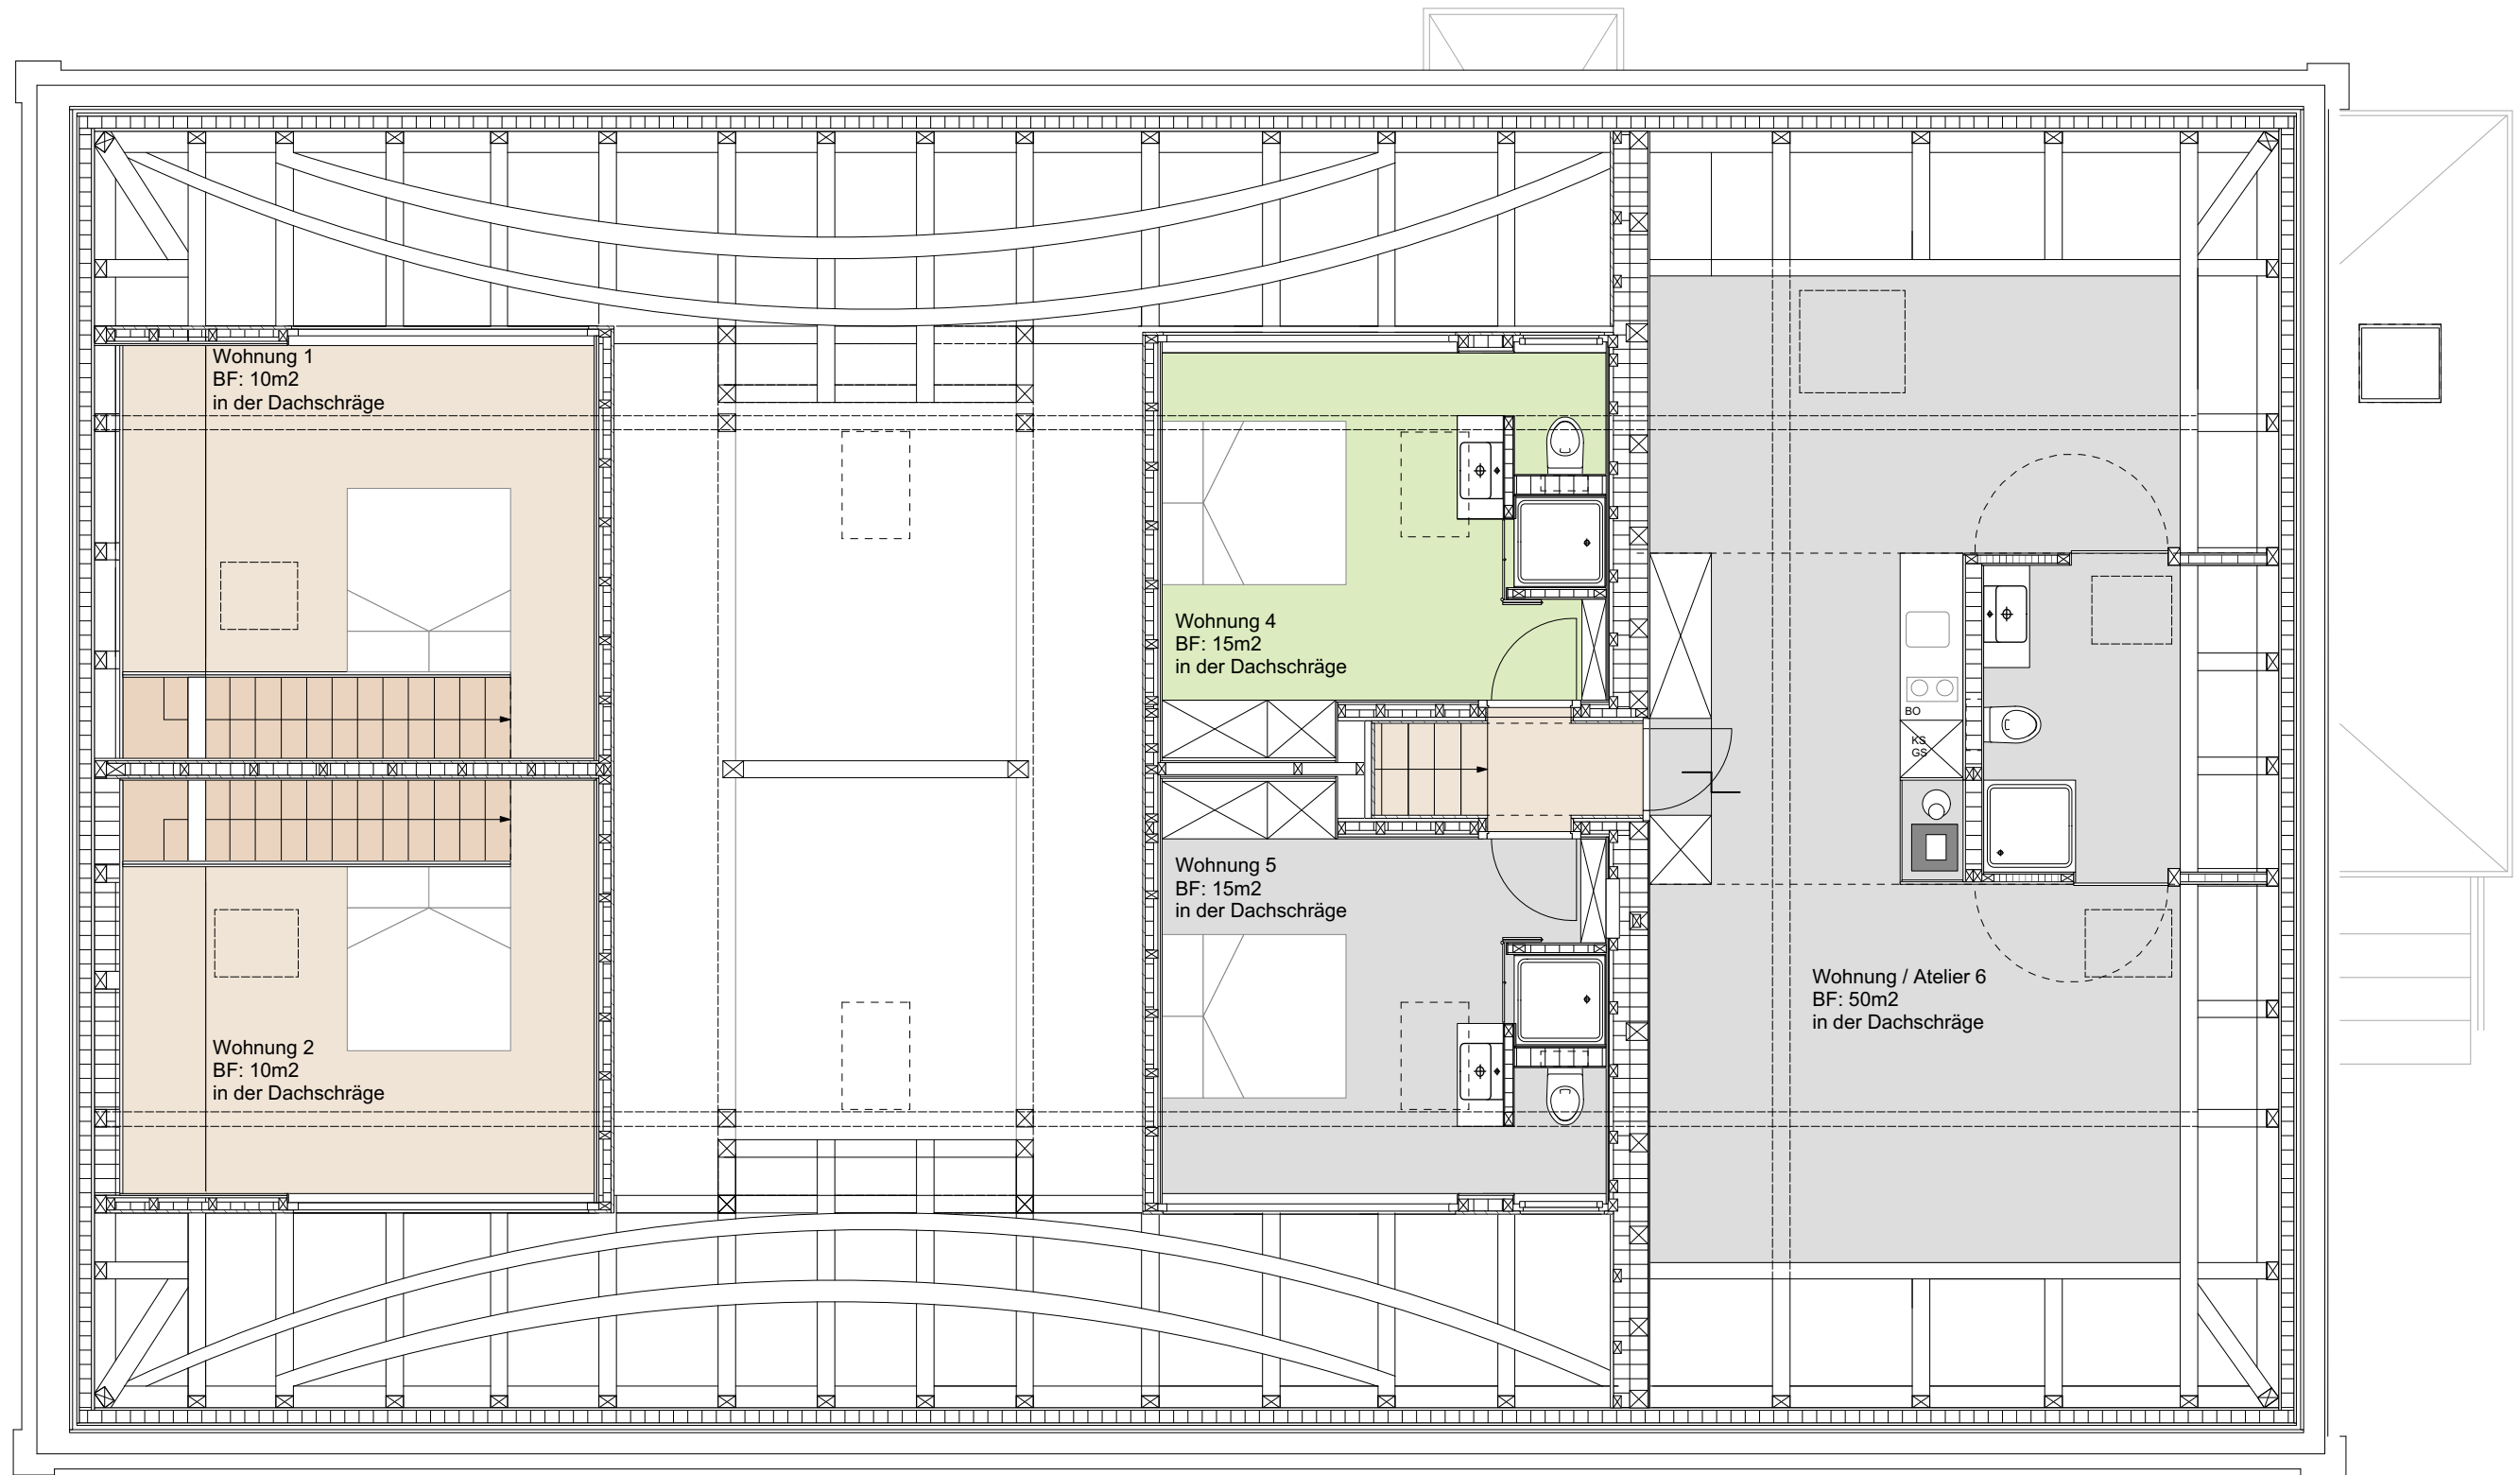 Wohnung 1
BF: 10m2
in der Dachschräge
Wohnung 4
BF: 15m2
in der Dachschräge
BO
KS
GS
Wohnung 5
BF: 15m2
in der Dachschräge
Wohnung / Atelier 6
BF: 50m2
in der Dachschräge
Wohnung 2
BF: 10m2
in der Dachschräge